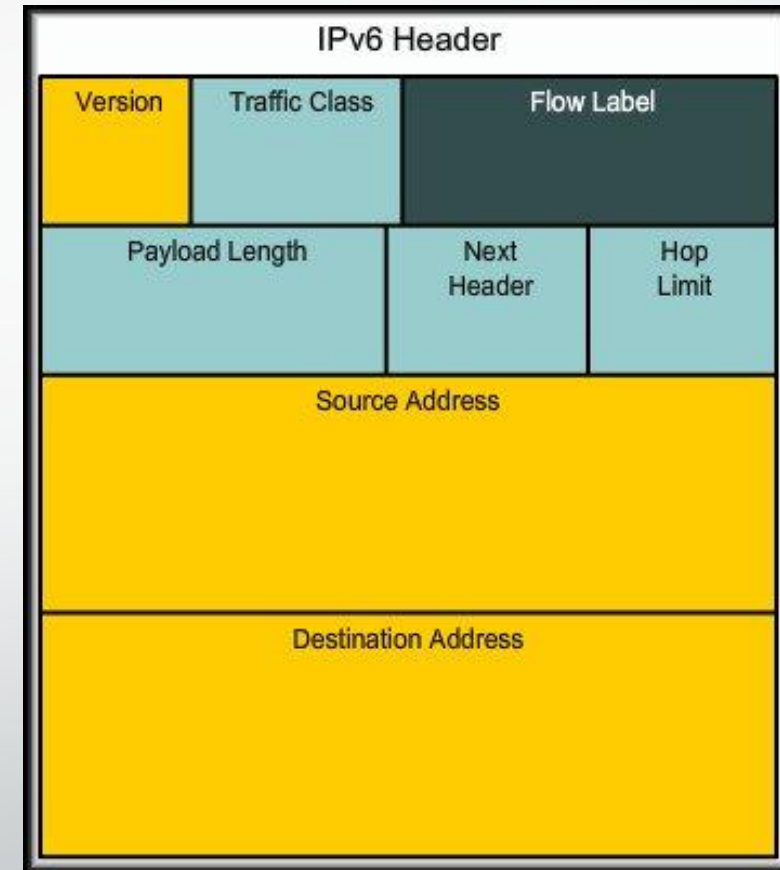 IPv6 Header
Version
Traffic Class
Flow Label
Payload Length
Next
Header
Hop
Limit
Source Address
Destination Address